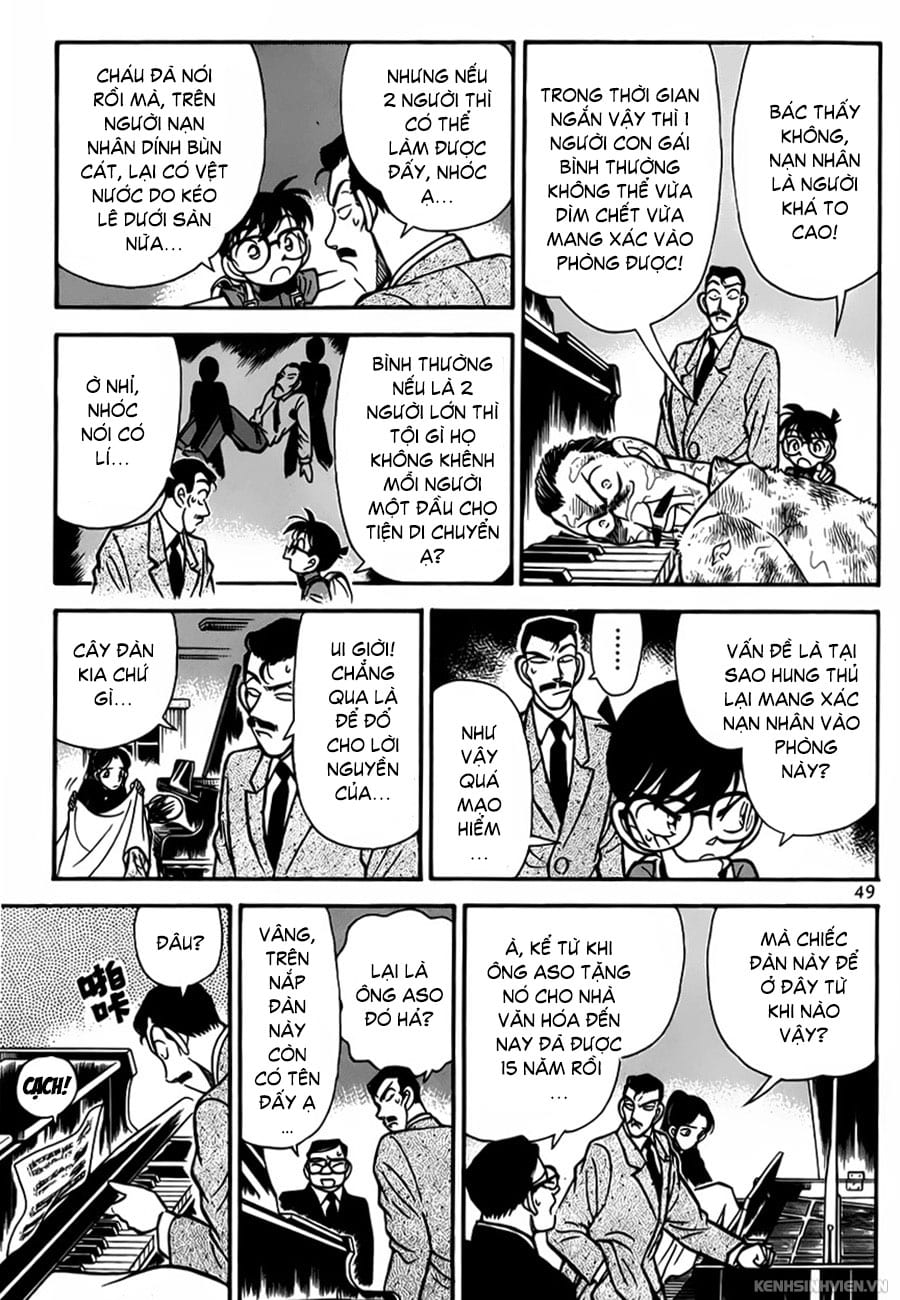 BÁC THẤY
KHÔNG,
NẠN NHÂN
LÀ NGƯỜI
KHÁ TO
CAO!
TRONG THỜI GIAN
NGẮN VẬY THÌ 1
NGƯỜI CON GÁI
BÌNH THƯỜNG
KHÔNG THỂ VỪA
DÌM CHẾT VỪA
MANG XÁC VÀO
PHÒNG ĐƯỢC!
NHƯNG NẾU
2 NGƯỜI THÌ
CÓ THỂ
LÀM ĐƯỢC
ĐẤY, NHÓC
Ạ...
CHÁU ĐÃ NÓI
RỒI MÀ, TRÊN
NGƯỜI NẠN
NHÂN DÍNH BÙN
CÁT, LẠI CÓ VỆT
NƯỚC DO KÉO
LÊ DƯỚI SÀN
NỮA...
BÌNH THƯỜNG
NẾU LÀ 2
NGƯỜI LỚN THÌ
TỘI GÌ HỌ
KHÔNG KHÊNH
MỖI NGƯỜI
MỘT ĐẦU CHO
TIỆN DI CHUYỂN
Ạ?
Ờ NHỈ,
NHÓC
NÓI CÓ
LÍ...
VẤN ĐỀ LÀ TẠI
SAO HUNG THỦ
LẠI MANG XÁC
NẠN NHÂN VÀO
PHÒNG
NÀY?
......
NHƯ
VẬY QUÁ
MẠO
HIỂM
...
UI GIỜI!
CHẲNG
QUA LÀ
ĐỂ ĐỔ
CHO LỜI
NGUYỀN
CỦA...
CÂY ĐÀN
KIA CHỨ
GÌ...
49
MÀ CHIẾC
ĐÀN NÀY ĐỂ
Ở ĐÂY TỪ
KHI NÀO
VẬY?
À, KỂ TỪ KHI
ÔNG ASO TẶNG
NÓ CHO NHÀ
VĂN HÓA ĐẾN
NAY ĐÃ ĐƯỢC
15 NĂM RỒI
...
LẠI LÀ
ÔNG ASO
ĐÓ HẢ?
VÂNG,
TRÊN
NẮP
ĐÀN
NÀY
CÒN
CÓ TÊN
ĐẤY Ạ
...
ĐÂU?
啪
咔
CẠCH!
KENHSINHVIEN.VN